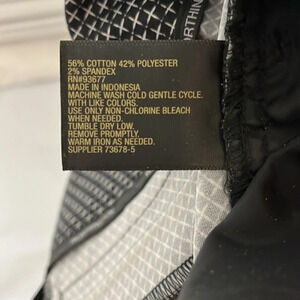 56% COTTON 42% POLYESTER
2% SPANDEX
RN#93677
MADE IN INDONESIA
MACHINE WASH COLD GENTLE CYCLE.
WITH LIKE COLORS.
USE ONLY NON-CHLORINE BLEACH
WHEN NEEDED.
TUMBLE DRY LOW.
REMOVE PROMPTLY.
WARM IRON AS NEEDED.
SUPPLIER 73678-5